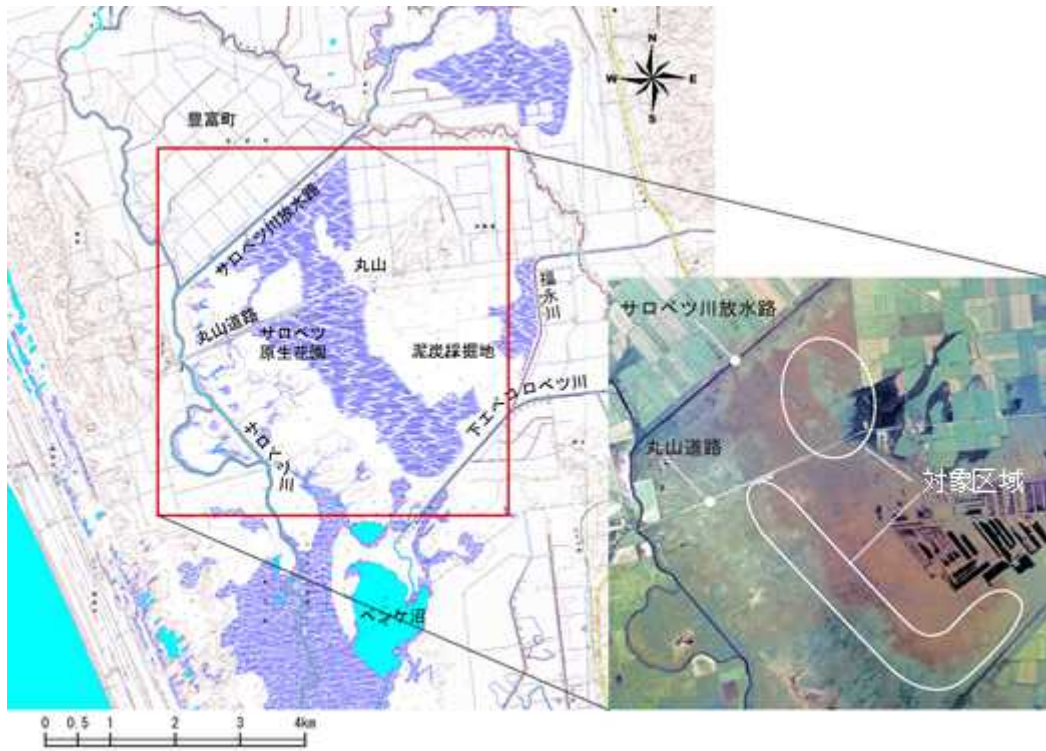 N
W E
S
豊富町
サロベツ川放水路
丸山
福永川
丸山道路
サロベツ
原生花園
泥炭採掘地
下エベコロベツ川
サロベツ川
ペンケ沼
サロベツ川放水路
丸山道路
対象区域
0 0.5 1 2 3 4km